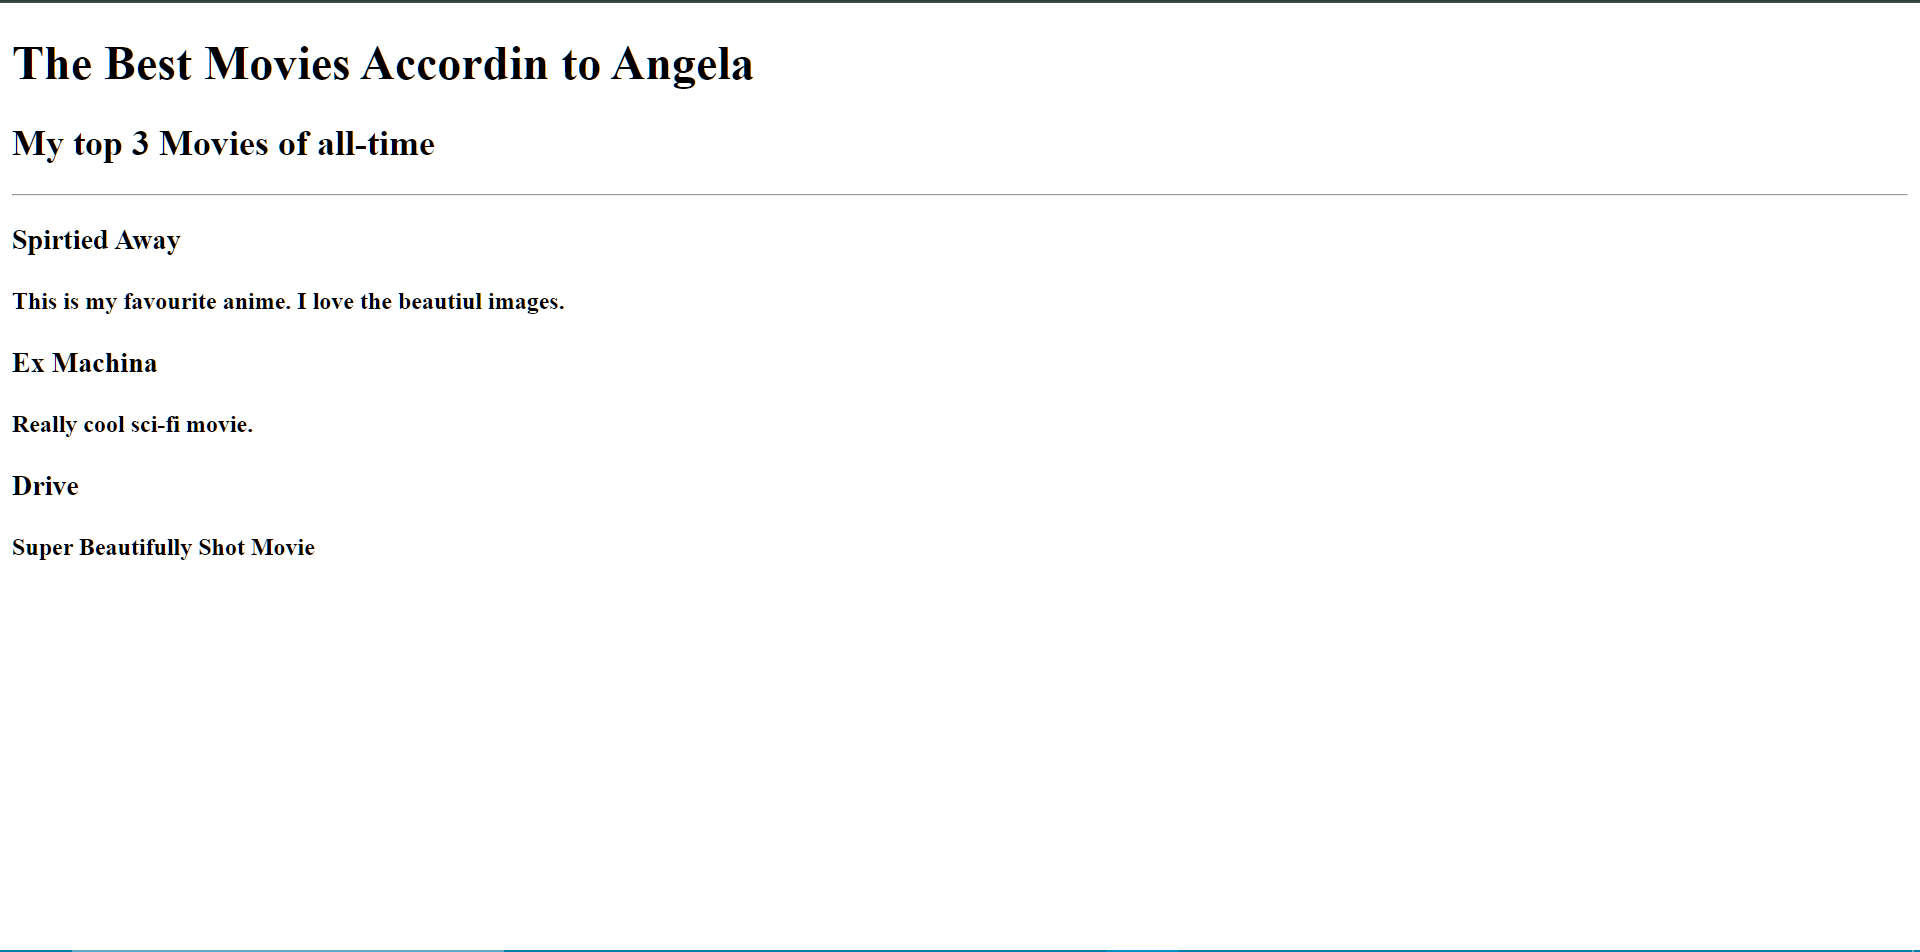 The Best Movies Accordin to Angela
My top 3 Movies of all-time
Spirtied Away
This is my favourite anime. I love the beautiul images.
Ex Machina
Really cool sci-fi movie.
Drive
Super Beautifully Shot Movie